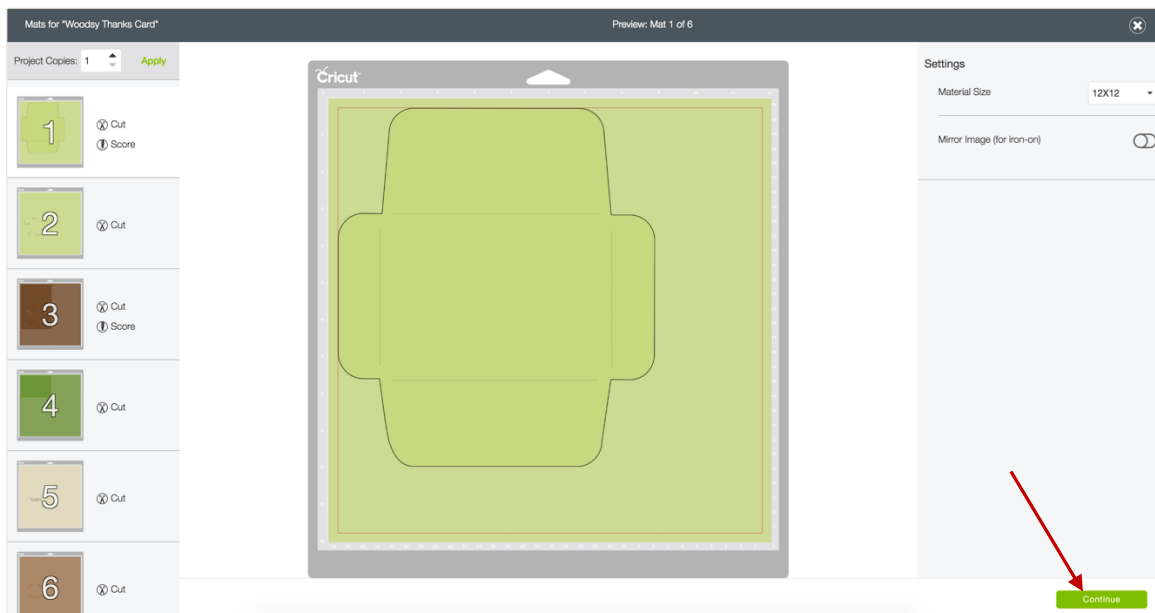 Mats for "Woodsy Thanks Card"
Preview: Mat 1 of 6
Project Copies: 1
Apply
1
Cut
Score
2
Cut
3
Cut
Score
4
Cut
5
Cut
6
Cut
Cricut
Settings
Material Size
12X12
Mirror Image (for iron-on)
Continue